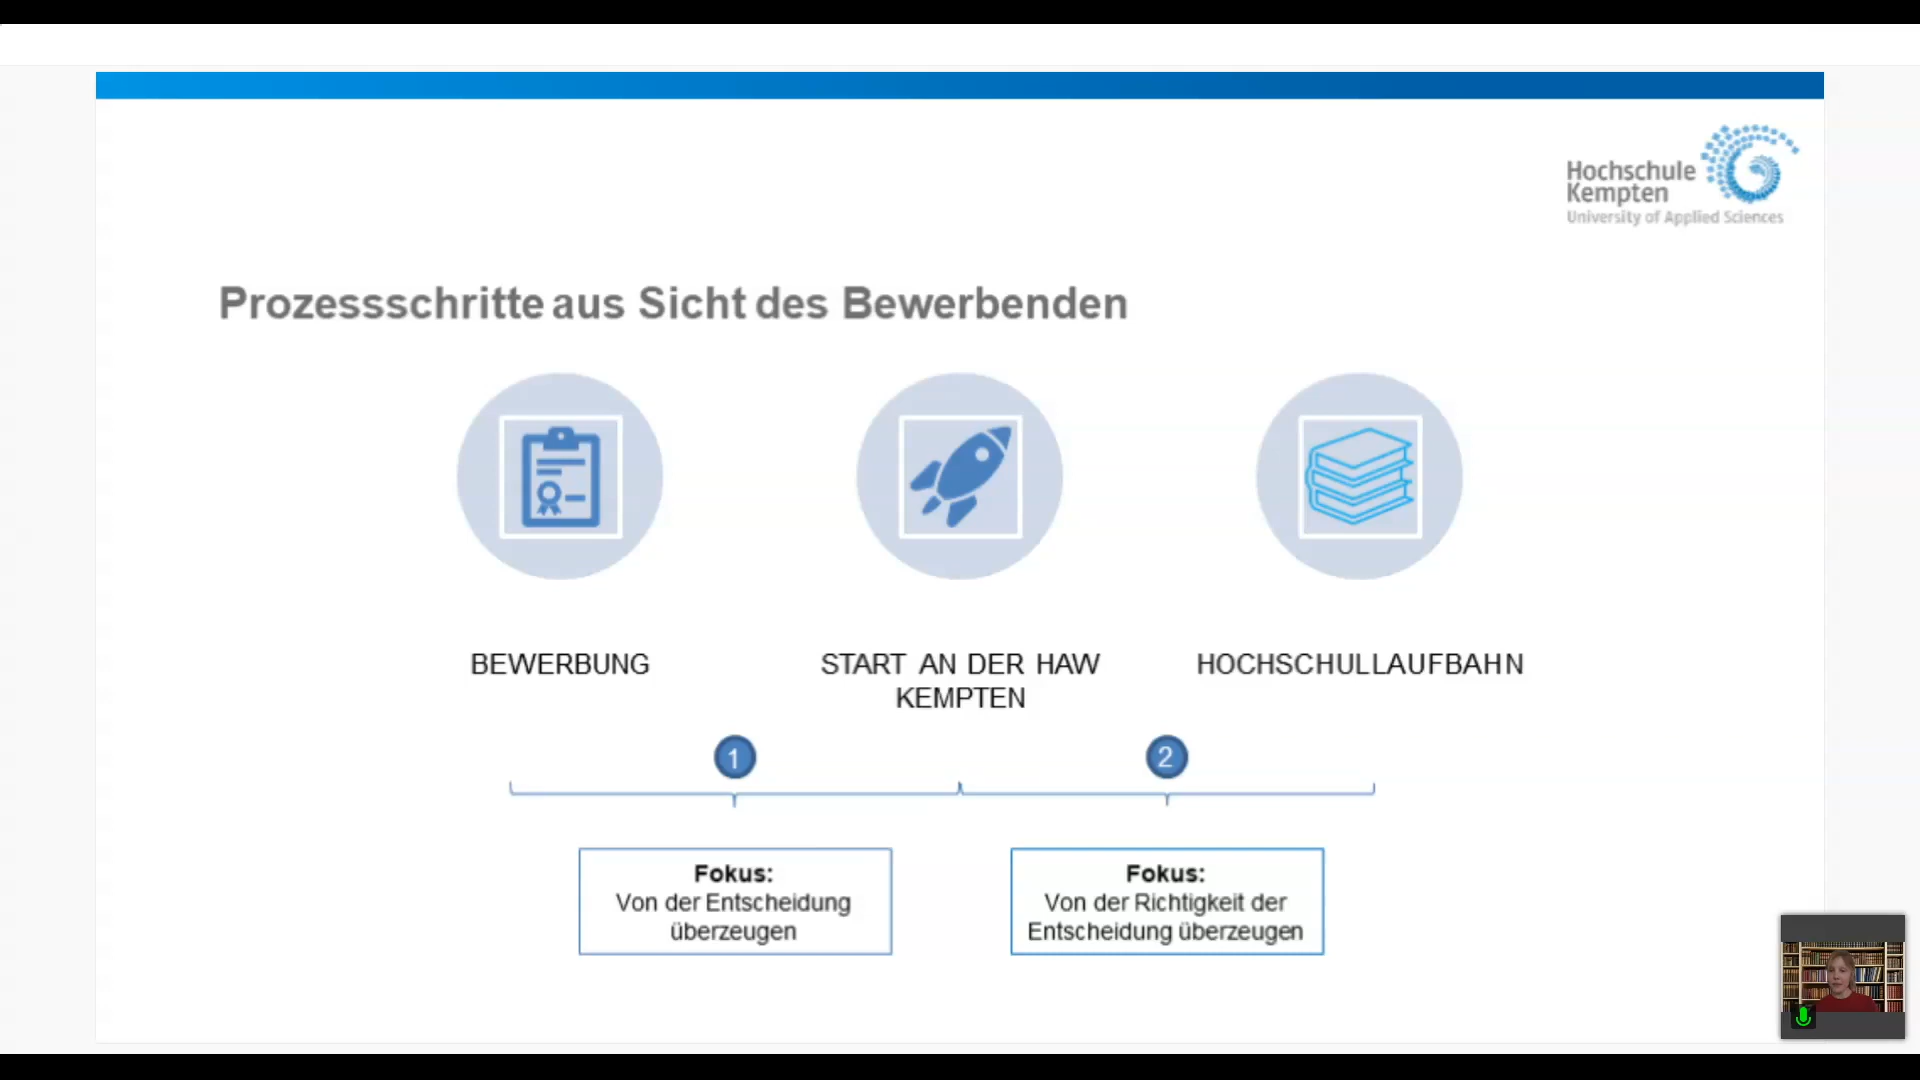 Hochschule
Kempten
University of Applied Sciences
Prozessschritte aus Sicht des Bewerbenden
BEWERBUNG
START AN DER HAW
KEMPTEN
HOCHSCHULLAUFBAHN
1
2
Fokus:
Von der Entscheidung
überzeugen
Fokus:
Von der Richtigkeit der
Entscheidung überzeugen